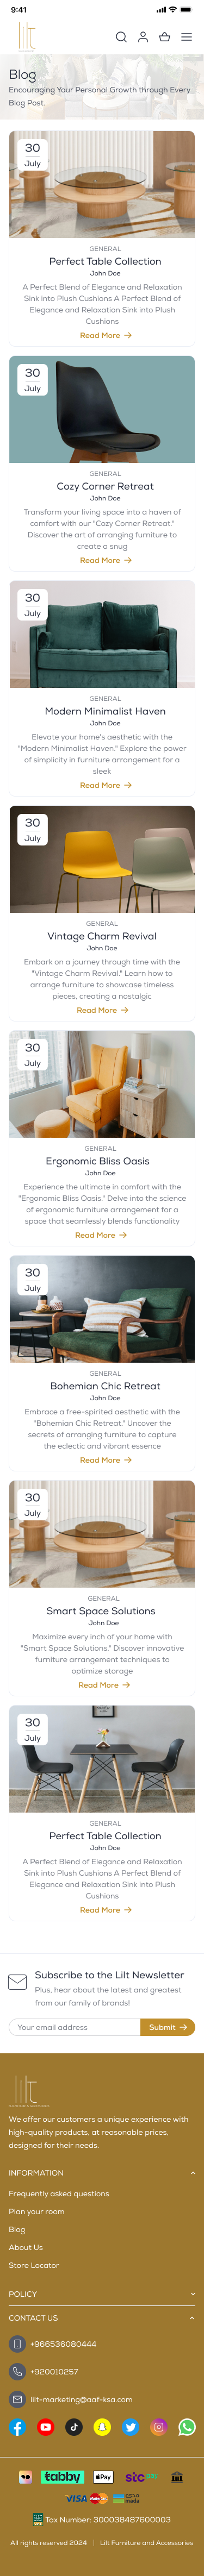 9:41
lilt
Blog
Encouraging Your Personal Growth through Every
Blog Post.
30
July
GENERAL
Perfect Table Collection
John Doe
A Perfect Blend of Elegance and Relaxation
Sink into Plush Cushions A Perfect Blend of
Elegance and Relaxation Sink into Plush
Cushions
Read More
30
July
GENERAL
Cozy Corner Retreat
John Doe
Transform your living space into a haven of
comfort with our "Cozy Corner Retreat."
Discover the art of arranging furniture to
create a snug
Read More
30
July
GENERAL
Modern Minimalist Haven
John Doe
Elevate your home's aesthetic with the
"Modern Minimalist Haven." Explore the power
of simplicity in furniture arrangement for a
sleek
Read More
30
July
GENERAL
Vintage Charm Revival
John Doe
Embark on a journey through time with the
"Vintage Charm Revival." Learn how to
arrange furniture to showcase timeless
pieces, creating a nostalgic
Read More
30
July
GENERAL
Ergonomic Bliss Oasis
John Doe
Experience the ultimate in comfort with the
"Ergonomic Bliss Oasis." Delve into the science
of ergonomic furniture arrangement for a
space that seamlessly blends functionality
Read More
30
July
GENERAL
Bohemian Chic Retreat
John Doe
Embrace a free-spirited aesthetic with the
"Bohemian Chic Retreat." Uncover the
secrets of arranging furniture to capture
the eclectic and vibrant essence
Read More
30
July
GENERAL
Smart Space Solutions
John Doe
Maximize every inch of your home with
"Smart Space Solutions." Discover innovative
furniture arrangement techniques to
optimize storage
Read More
30
July
GENERAL
Perfect Table Collection
John Doe
A Perfect Blend of Elegance and Relaxation
Sink into Plush Cushions A Perfect Blend of
Elegance and Relaxation Sink into Plush
Cushions
Read More
Subscribe to the Lilt Newsletter
Plus, hear about the latest and greatest
from our family of brands!
Your email address
Submit
lilt
We offer our customers a unique experience with
high-quality products, at reasonable prices,
designed for their needs.
INFORMATION
Frequently asked questions
Plan your room
Blog
About Us
Store Locator
POLICY
CONTACT US
+966536080444
+920010257
lilt-marketing@aaf-ksa.com
tabby
Pay
stc pay
VISA
mada
Tax Number: 300038487600003
All rights reserved 2024 | Lilt Furniture and Accessories